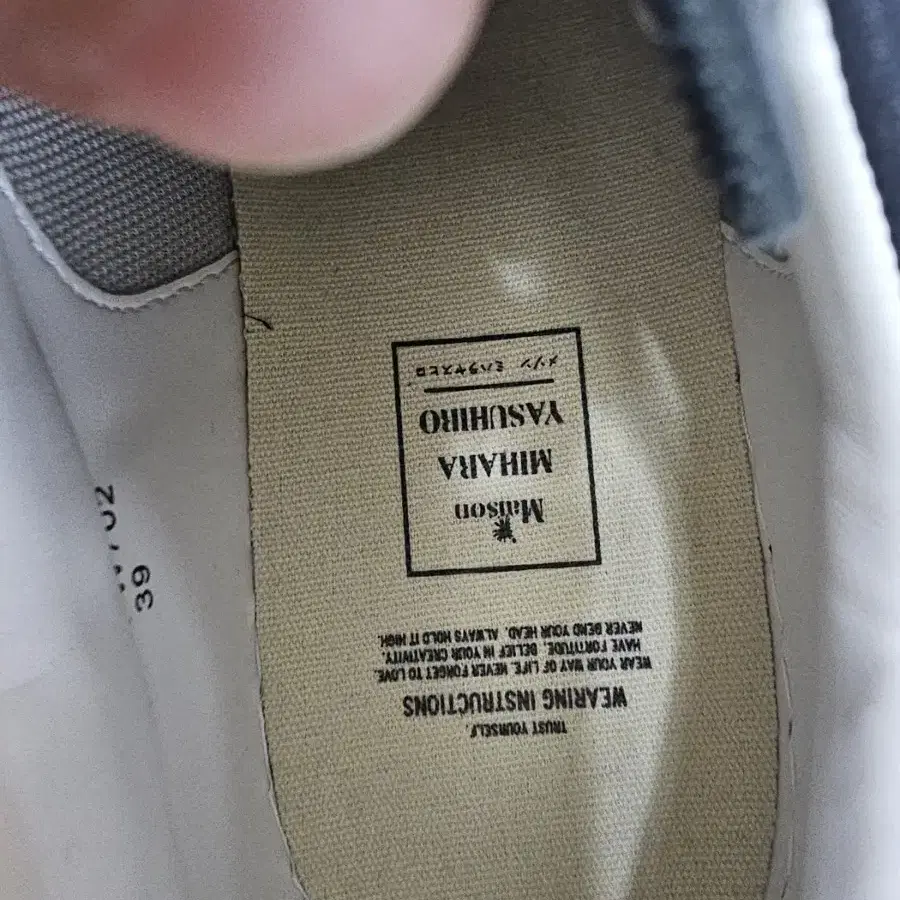 TRUST YOURSELF.
WEARING INSTRUCTIONS
WEAR YOUR WAY OF LIFE. NEVER FORGET TO LOVE.
HAVE FORTITUDE. BELIEF IN YOUR CREATIVITY.
NEVER BEND YOUR HEAD. ALWAYS HOLD IT HIGH.
Maison
MIHARA
YASUHIRO
メゾン ミハラヤスヒロ
39